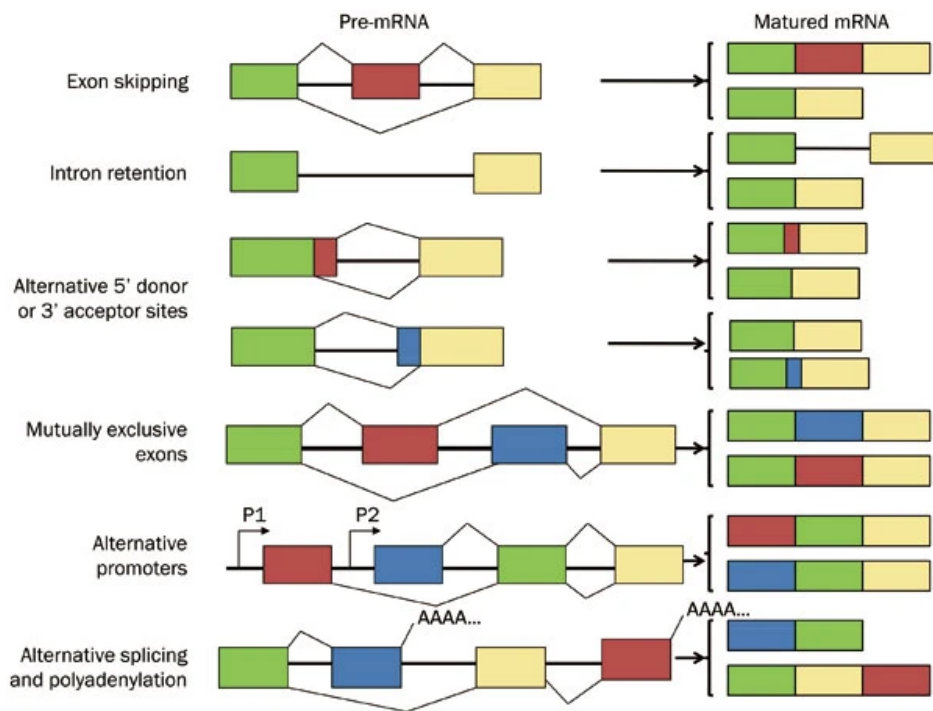 Pre-mRNA
Matured mRNA
Exon skipping
Intron retention
Alternative 5' donor
or 3' acceptor sites
Mutually exclusive
exons
P1
P2
Alternative
promoters
AAAA...
AAAA...
Alternative splicing
and polyadenylation